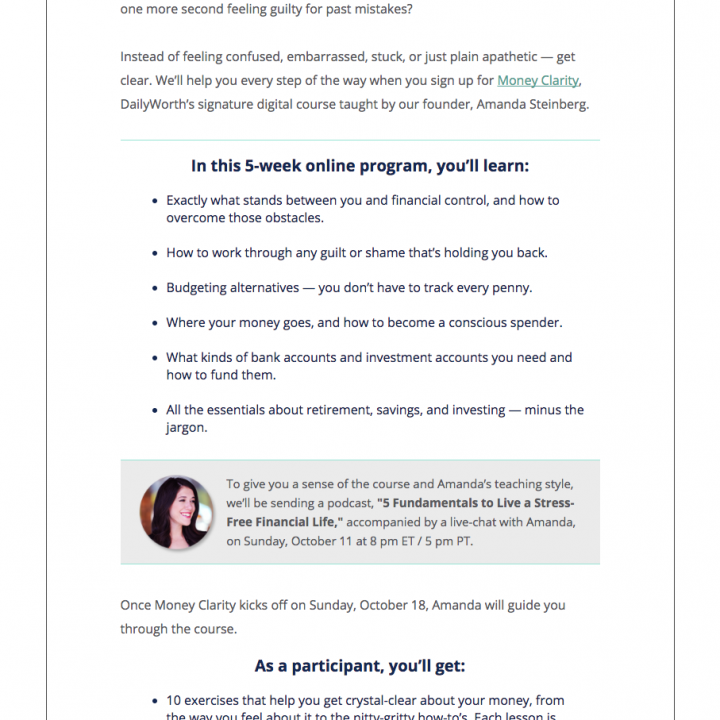 one more second feeling guilty for past mistakes?
Instead of feeling confused, embarrassed, stuck, or just plain apathetic — get
clear. We'll help you every step of the way when you sign up for Money Clarity,
DailyWorth's signature digital course taught by our founder, Amanda Steinberg.
In this 5-week online program, you'll learn:
• Exactly what stands between you and financial control, and how to
overcome those obstacles.
• How to work through any guilt or shame that's holding you back.
• Budgeting alternatives — you don't have to track every penny.
• Where your money goes, and how to become a conscious spender.
• What kinds of bank accounts and investment accounts you need and
how to fund them.
• All the essentials about retirement, savings, and investing — minus the
jargon.
To give you a sense of the course and Amanda's teaching style,
we'll be sending a podcast, "5 Fundamentals to Live a Stress-
Free Financial Life," accompanied by a live-chat with Amanda,
on Sunday, October 11 at 8 pm ET / 5 pm PT.
Once Money Clarity kicks off on Sunday, October 18, Amanda will guide you
through the course.
As a participant, you'll get:
• 10 exercises that help you get crystal-clear about your money, from
the way you feel about it to the nitty-gritty how-to's. Each lesson is